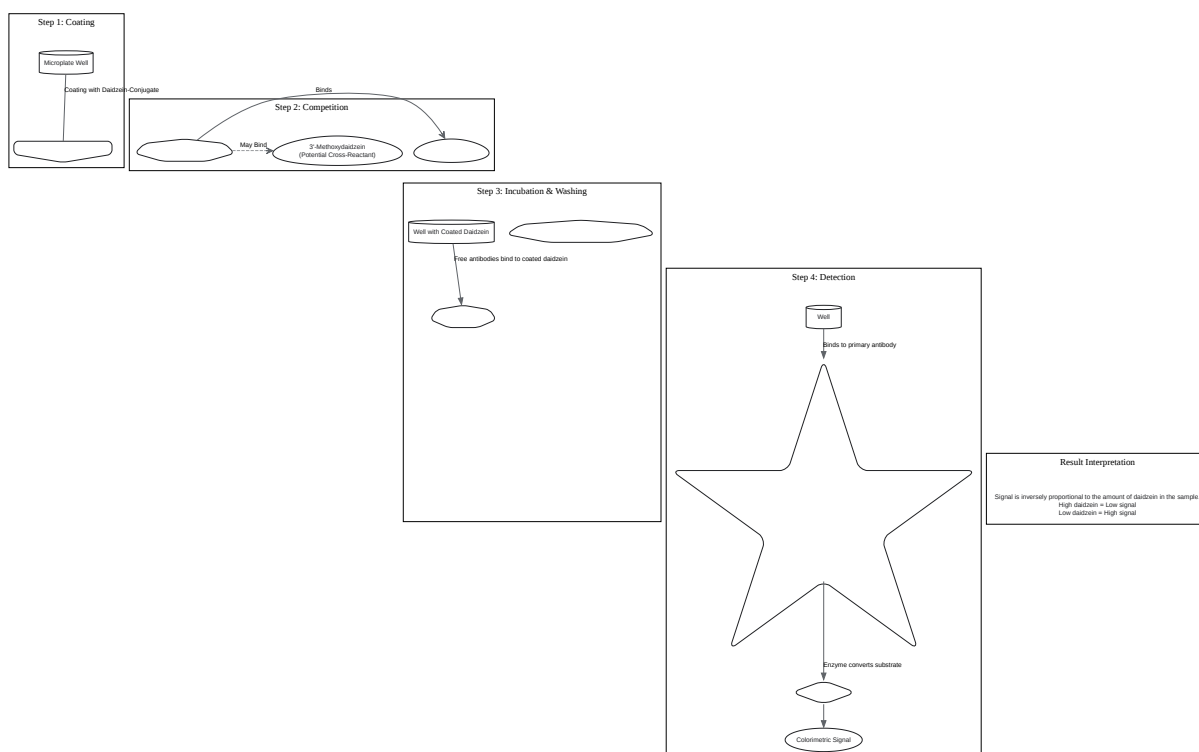 Step 1: Coating
Microplate Well
Coating with Daidzein-Conjugate
Binds
Step 2: Competition
May Bind
3'-Methoxydaidzein
(Potential Cross-Reactant)
Step 3: Incubation & Washing
Well with Coated Daidzein
Free antibodies bind to coated daidzein
Step 4: Detection
Well
Binds to primary antibody
Enzyme converts substrate
Colorimetric Signal
Result Interpretation
Signal is inversely proportional to the amount of daidzein in the sample
High daidzein = Low signal
Low daidzein = High signal